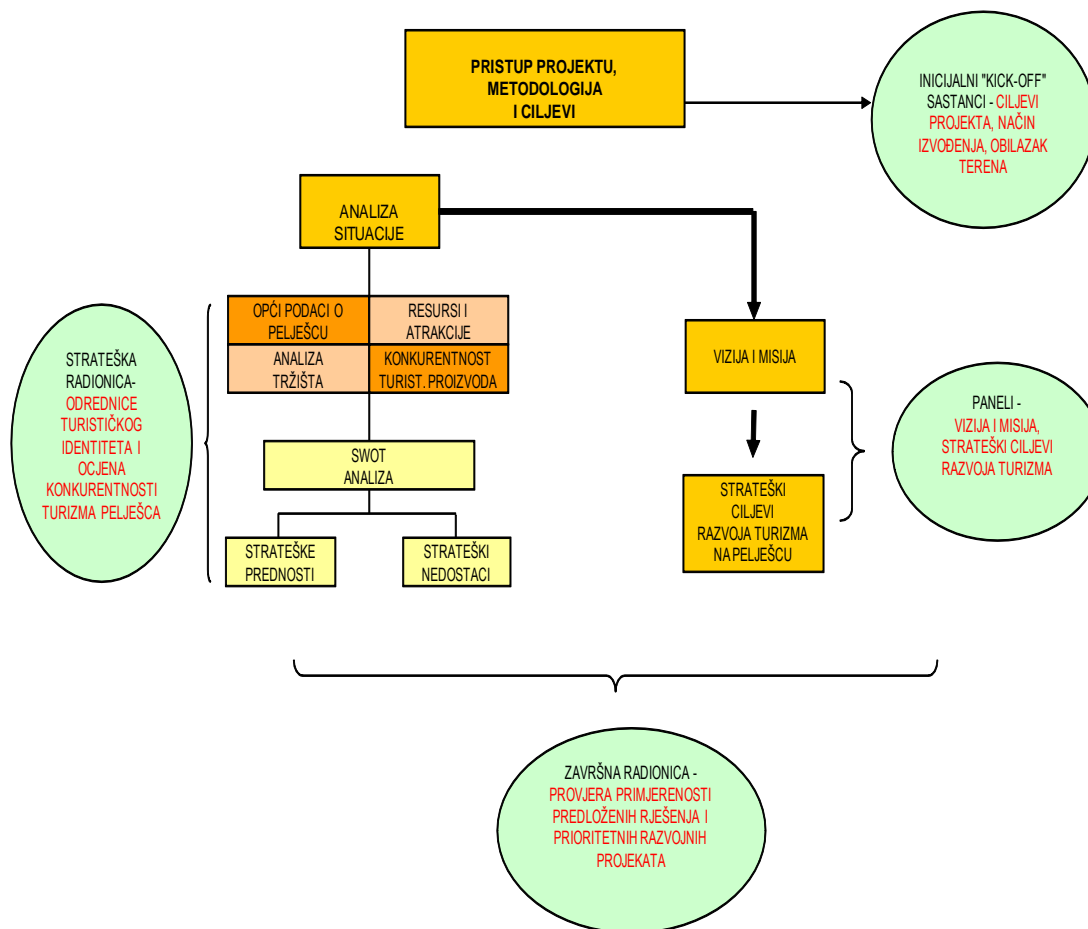 PRISTUP PROJEKTU,
METODOLOGIJA
I CILJEVI
INICIJALNI "KICK-OFF"
SASTANCI - CILJEVI
PROJEKTA, NAČIN
IZVOĐENJA, OBILAZAK
TERENA
ANALIZA
SITUACIJE
OPĆI PODACI O
PELJEŠCU
RESURSI I
ATRAKCIJE
ANALIZA
TRŽIŠTA
KONKURENTNOST
TURIST. PROIZVODA
VIZIJA I MISIJA
STRATEŠKA
RADIONICA-
ODREDNICE
TURISTIČKOG
IDENTITETA I
OCJENA
KONKURENTNOSTI
TURIZMA PELJEŠCA
PANELI -
VIZIJA I MISIJA,
STRATEŠKI CILJEVI
RAZVOJA TURIZMA
SWOT
ANALIZA
STRATEŠKI
CILJEVI
RAZVOJA TURIZMA
NA PELJEŠCU
STRATEŠKE
PREDNOSTI
STRATEŠKI
NEDOSTACI
ZAVRŠNA RADIONICA -
PROVJERA PRIMJERENOSTI
PREDLOŽENIH RJEŠENJA I
PRIORITETNIH RAZVOJNIH
PROJEKATA